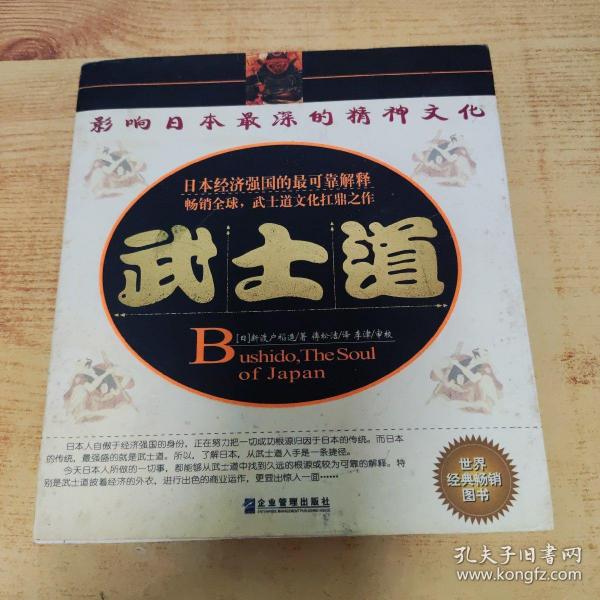 影响日本最深的精神文化
日本经济强国的最可靠解释
畅销全球，武士道文化扛鼎之作
武士道
[日]新渡户稻造/著 傅松洁/译 李津/审校
Bushido,The Soul
of Japan
日本人自傲于经济强国的身份，正在努力把一切成功根源归因于日本的传统。而日本
的传统，最强盛的就是武士道。所以，了解日本，从武士道入手是一条捷径。
今天日本人所做的一切事，都能够从武士道中找到久远的根源或较为可靠的解释。特
别是武士道披着经济的外衣，进行出色的商业运作，更宜出惊人一面……
世界
经典畅销
图书
企业管理出版社
ENTERPRISE MANAGEMENT PUBLISHING HOUSE
孔夫子旧书网
www.kongfz.com